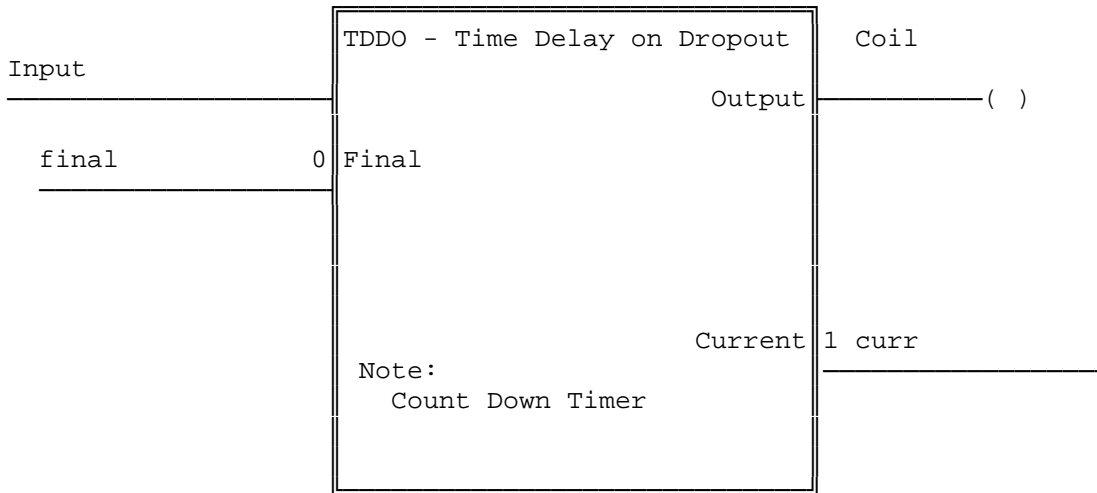 TDDO - Time Delay on Dropout Coil
Input
Output ( )
final 0 Final
Current 1 curr
Note:
Count Down Timer